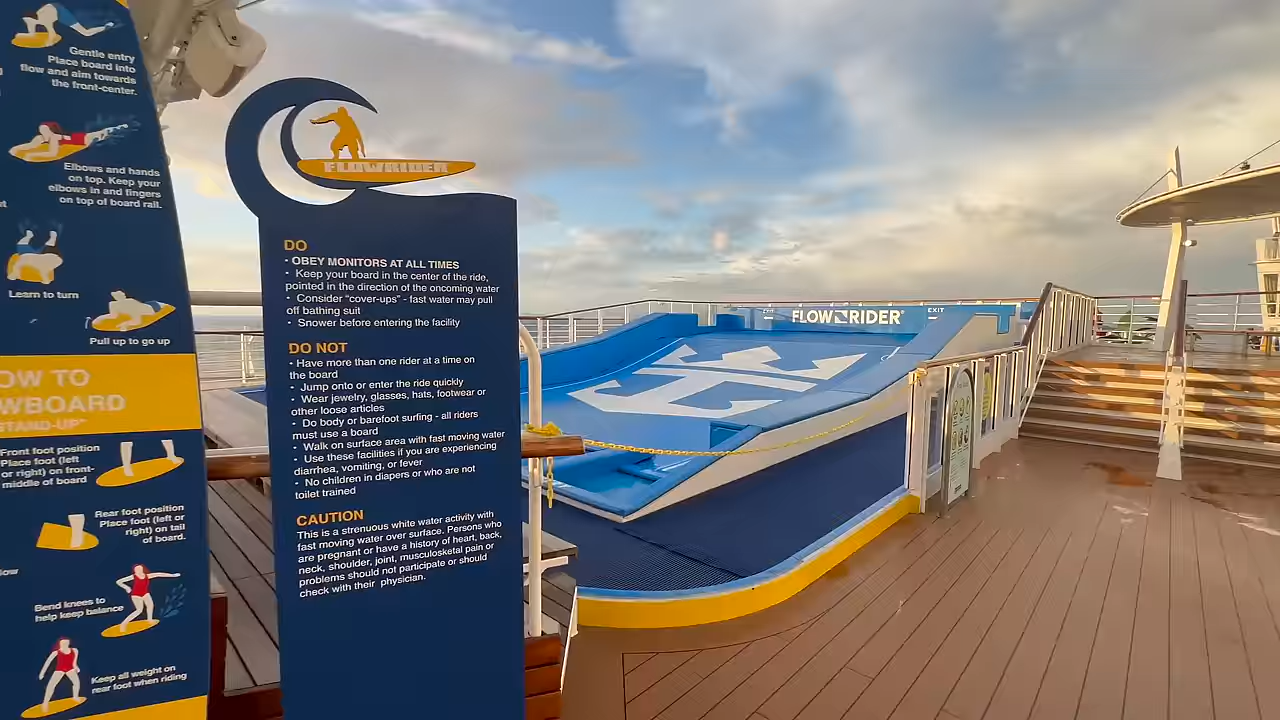 Gentle entry
Place board into
flow and aim towards
the front-center.
Elbows and hands
on top. Keep your
elbows in and fingers
on top of board rail.
Learn to turn
Pull up to go up
OW TO
WBOARD
STAND-UP"
Front foot position
Place foot (left
or right) on front-
middle of board
Rear foot position
Place foot (left or
right) on tail
of board.
low
Bend knees to
help keep balance
Keep all weight on
rear foot when riding
FLOWRIDER
DO
• OBEY MONITORS AT ALL TIMES
• Keep your board in the center of the ride,
pointed in the direction of the oncoming water
• Consider "cover-ups" - fast water may pull
off bathing suit
• Snower before entering the facility
DO NOT
• Have more than one rider at a time on
the board
• Jump onto or enter the ride quickly
• Wear jewelry, glasses, hats, footwear or
other loose articles
• Do body or barefoot surfing - all riders
must use a board
• Walk on surface area with fast moving water
• Use these facilities if you are experiencing
diarrhea, vomiting, or fever
• No children in diapers or who are not
toilet trained
CAUTION
This is a strenuous white water activity with
fast moving water over surface. Persons who
are pregnant or have a history of heart, back,
neck, shoulder, joint, musculosketal pain or
problems should not participate or should
check with their physician.
EXIT
FLOWRIDER®
EXIT